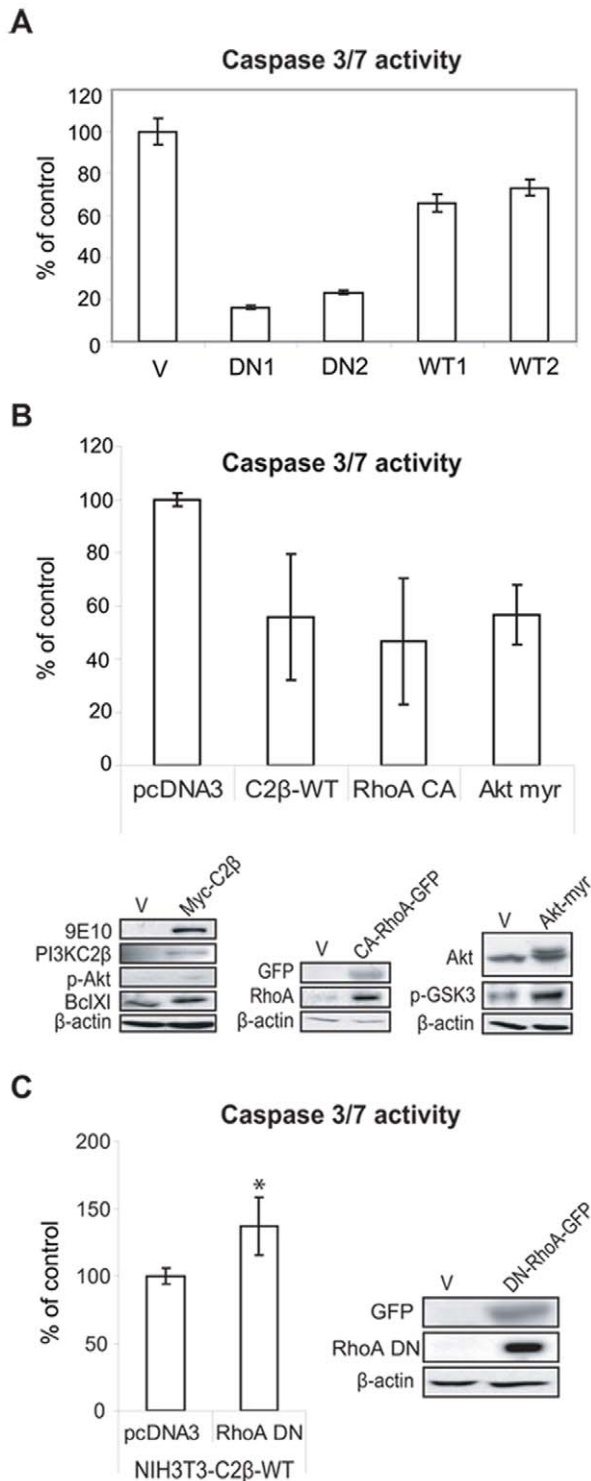 A
Caspase 3/7 activity
% of control
120
100
80
60
40
20
0
V DN1 DN2 WT1 WT2
B
Caspase 3/7 activity
% of control
120
100
80
60
40
20
0
pcDNA3 C2β-WT RhoA CA Akt myr
V Myc-C2β
9E10
PI3KC2β
p-Akt
BclXl
β-actin
V CA-RhoA-GFP
GFP
RhoA
β-actin
V Akt-myr
Akt
p-GSK3
β-actin
C
Caspase 3/7 activity
% of control
200
150
100
50
0
*
pcDNA3 RhoA DN
NIH3T3-C2β-WT
V DN-RhoA-GFP
GFP
RhoA DN
β-actin